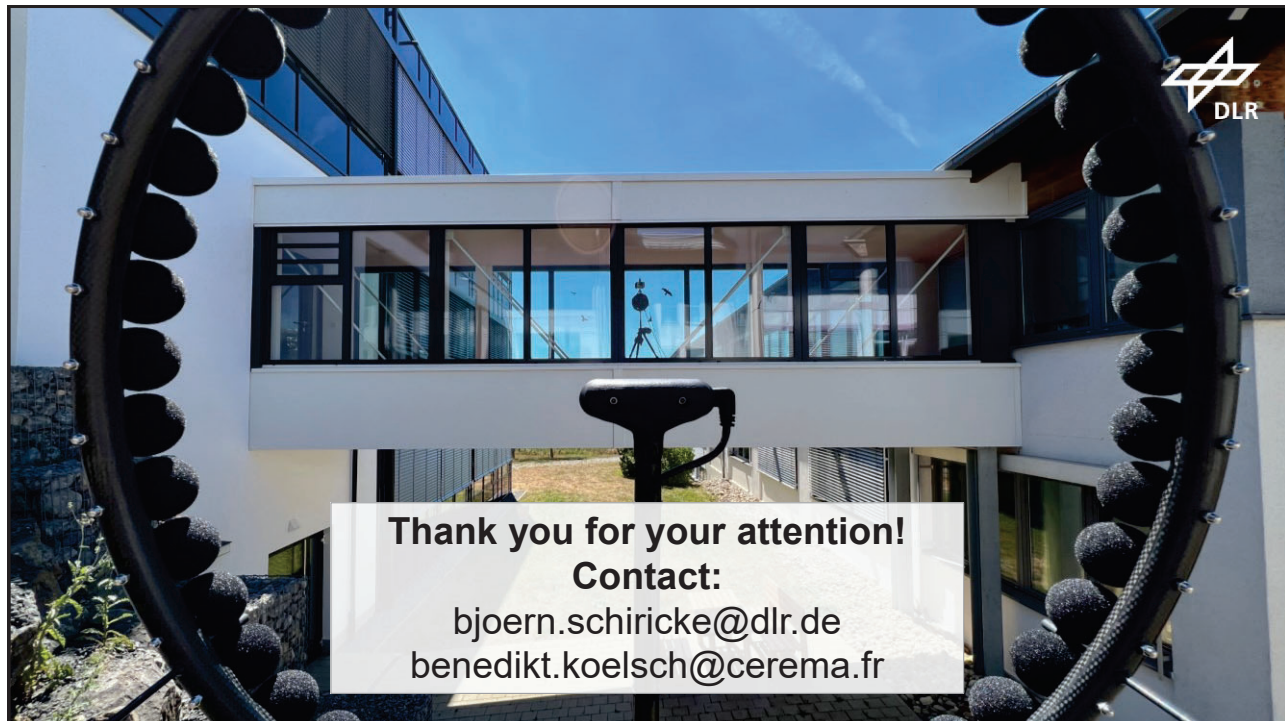 DLR
Thank you for your attention!
Contact:
bjoern.schiricke@dlr.de
benedikt.koelsch@cerema.fr